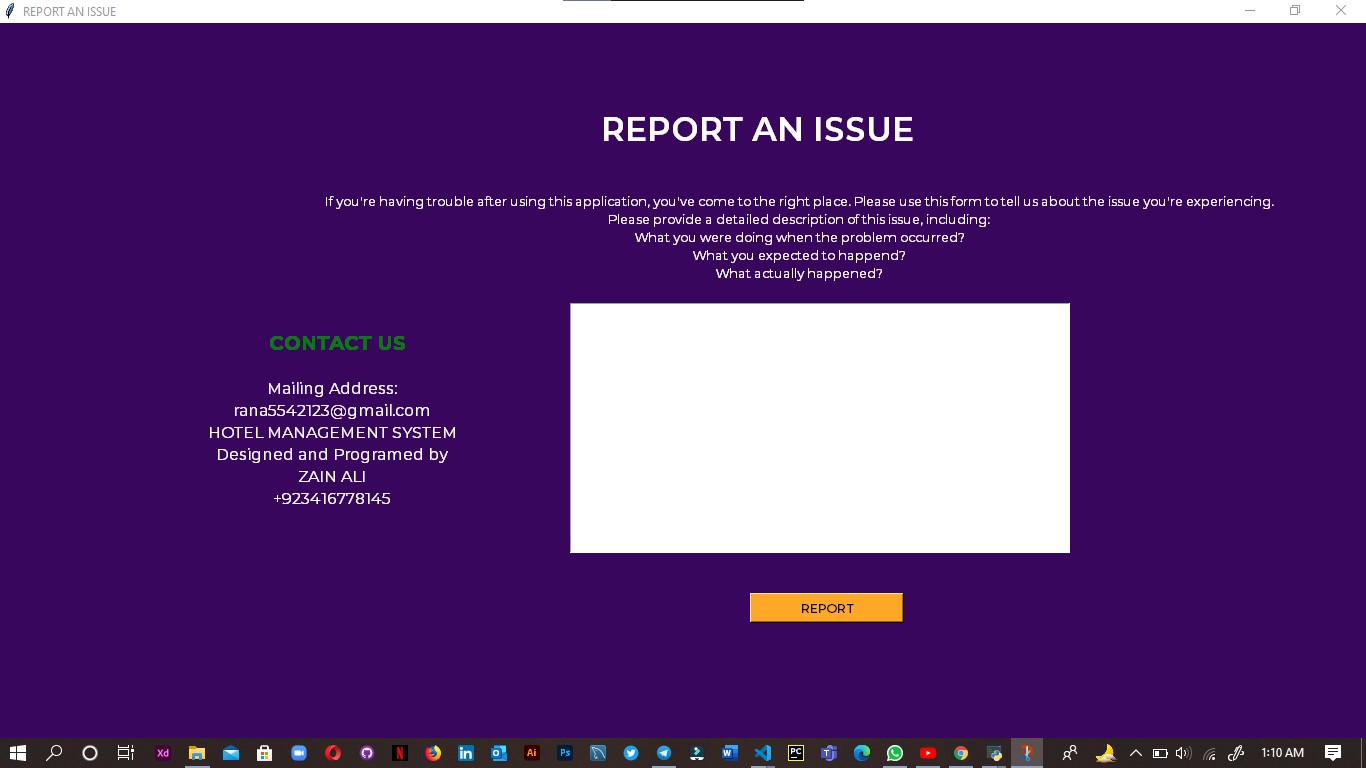 REPORT AN ISSUE
REPORT AN ISSUE
If you're having trouble after using this application, you've come to the right place. Please use this form to tell us about the issue you're experiencing.
Please provide a detailed description of this issue, including:
What you were doing when the problem occurred?
What you expected to happend?
What actually happened?
CONTACT US
Mailing Address:
rana5542123@gmail.com
HOTEL MANAGEMENT SYSTEM
Designed and Programed by
ZAIN ALI
+923416778145
REPORT
Xd N in Ai Ps W PC 1:10 AM